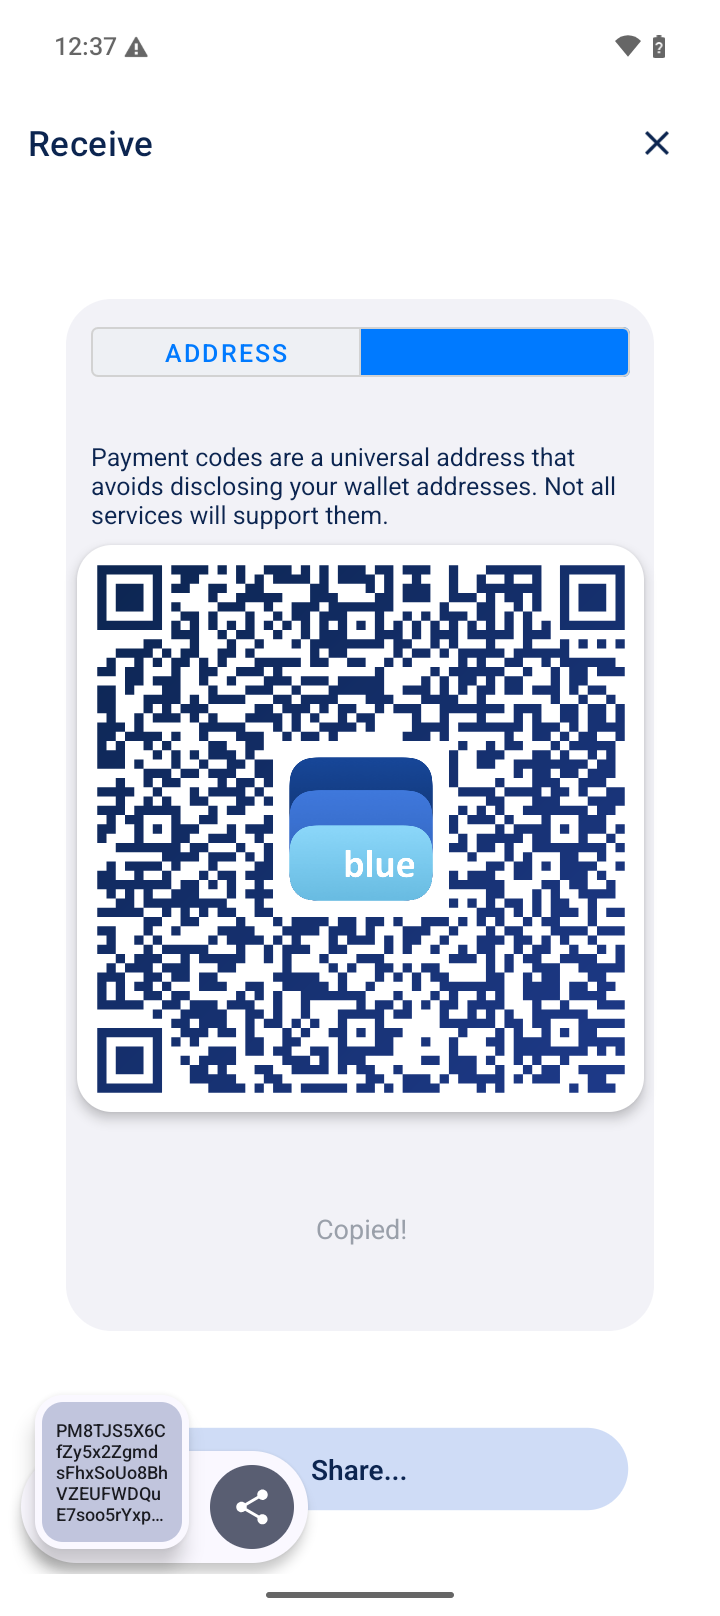 12:37
Receive
ADDRESS
Payment codes are a universal address that
avoids disclosing your wallet addresses. Not all
services will support them.
blue
Copied!
PM8TJS5X6C
fZy5x2Zgmd
sFhxSoUo8Bh
VZEUFWDQu
E7soo5rYxp...
Share...